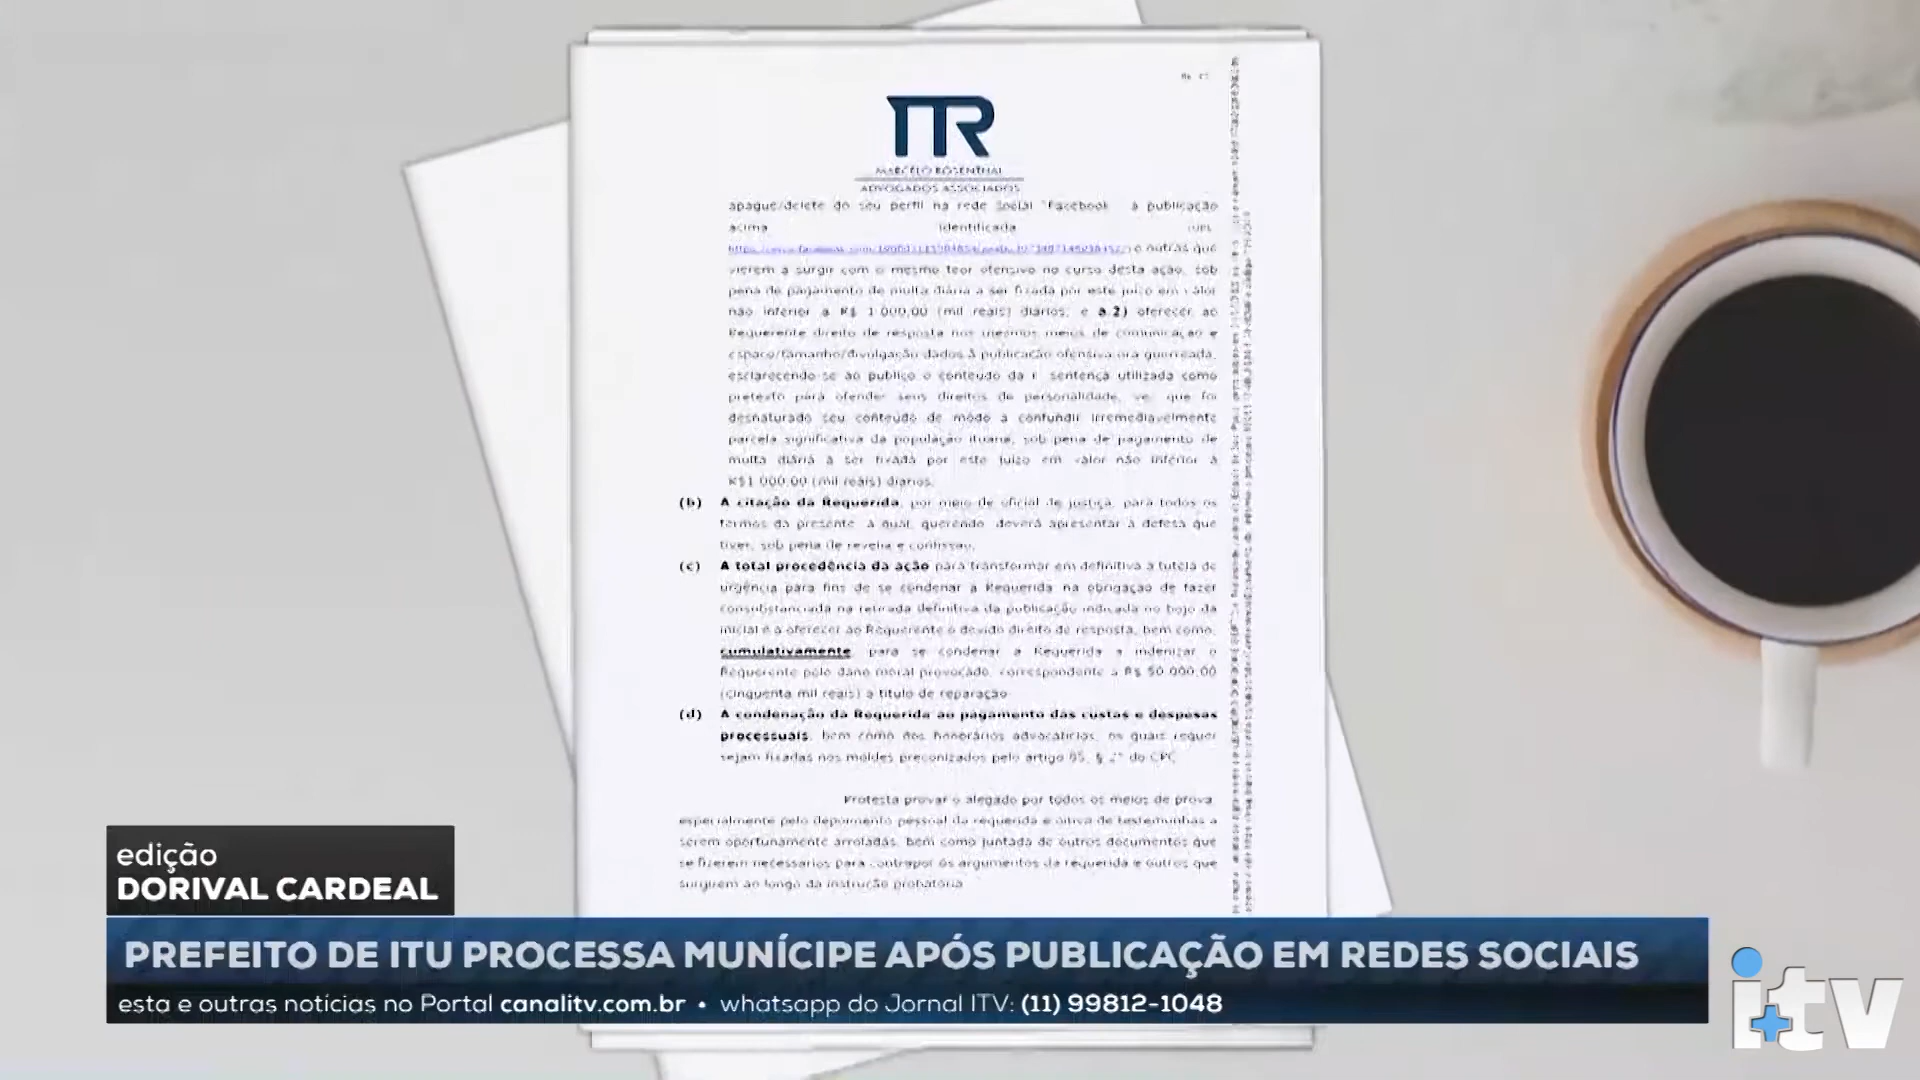 MARCELO ROSENTHAL
ADVOGADOS ASSOCIADOS
apague/delete do seu perfil na rede social "Facebook" a publicação
acima identificada
e outras que
vierem a surgir com o mesmo teor ofensivo no curso desta ação, sob
pena de pagamento de multa diária a ser fixada por este juízo em valor
não inferior a R$ 1.000,00 (mil reais) diários; e a.2) oferecer ao
Requerente direito de resposta nos mesmos meios de comunicação e
espaço/tamanho/divulgação dados à publicação ofensiva ora guerreada,
esclarecendo-se ao público o conteúdo da r. sentença utilizada como
pretexto para ofender seus direitos de personalidade, vez que foi
desnaturado seu conteúdo de modo a confundir irremediavelmente
parcela significativa da população ituana, sob pena de pagamento de
multa diária a ser fixada por este juízo em valor não inferior a
R$1.000,00 (mil reais) diários.
(b) A citação da Requerida, por meio de oficial de justiça, para todos os
termos da presente, a qual, querendo, deverá apresentar a defesa que
tiver, sob pena de revelia e confissão;
(c) A total procedência da ação para transformar em definitiva a tutela de
urgência para fins de se condenar a Requerida na obrigação de fazer
consubstanciada na retirada definitiva da publicação indicada no bojo da
inicial e a oferecer ao Requerente o devido direito de resposta, bem como,
cumulativamente, para se condenar a Requerida a indenizar o
Requerente pelo dano moral provocado, correspondente a R$ 50.000,00
(cinquenta mil reais) a título de reparação
(d) A condenação da Requerida ao pagamento das custas e despesas
processuais, bem como dos honorários advocatícios, os quais requer
sejam fixadas nos moldes preconizados pelo artigo 85, § 2º do CPC
Protesta provar o alegado por todos os meios de prova,
especialmente pelo depoimento pessoal da requerida e oitiva de testemunhas a
serem oportunamente arroladas, bem como juntada de outros documentos que
se fizerem necessários para contrapor os argumentos da requerida e outros que
surgirem ao longo da instrução probatória
edição
DORIVAL CARDEAL
PREFEITO DE ITU PROCESSA MUNÍCIPE APÓS PUBLICAÇÃO EM REDES SOCIAIS
esta e outras notícias no Portal canalitv.com.br • whatsapp do Jornal ITV: (11) 99812-1048
itv